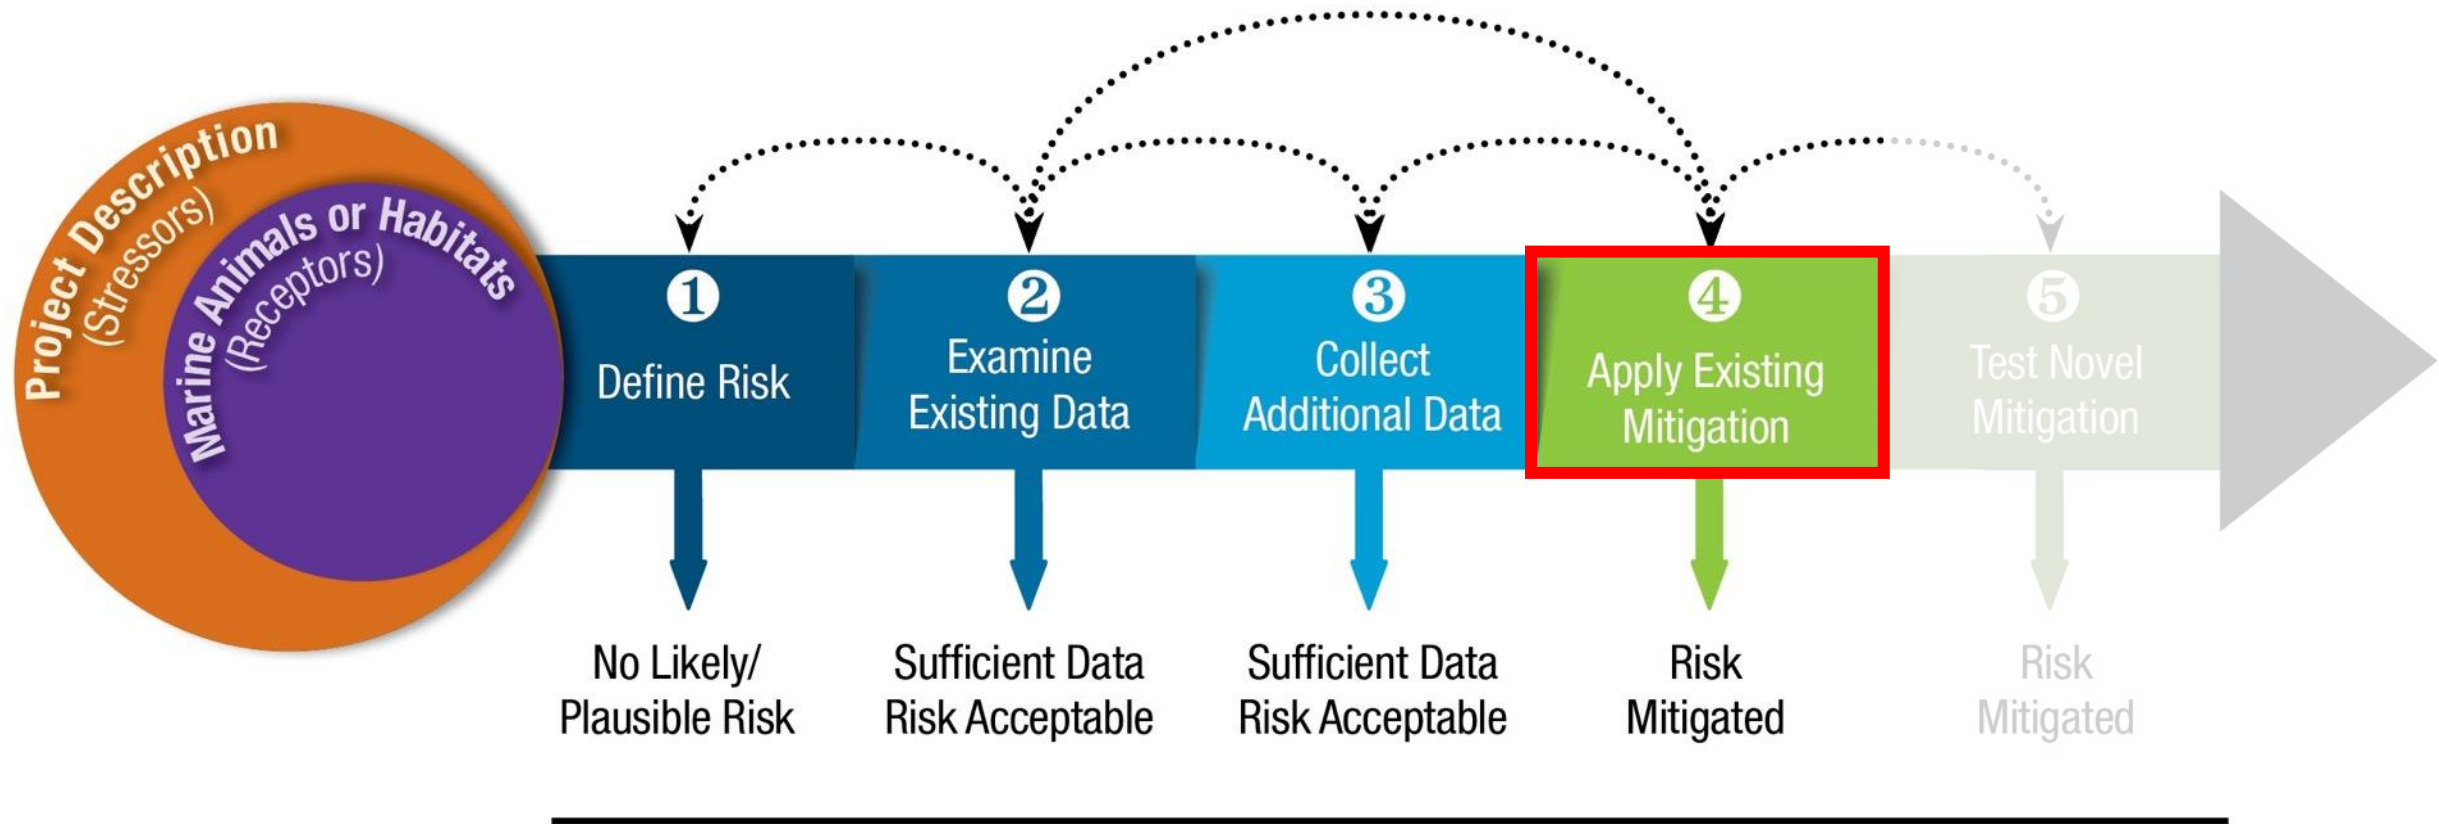 Project Description
(Stressors)
Marine Animals or Habitats
(Receptors)
1
Define Risk
2
Examine
Existing Data
3
Collect
Additional Data
4
Apply Existing
Mitigation
5
Test Novel
Mitigation
No Likely/
Plausible Risk
Sufficient Data
Risk Acceptable
Sufficient Data
Risk Acceptable
Risk
Mitigated
Risk
Mitigated